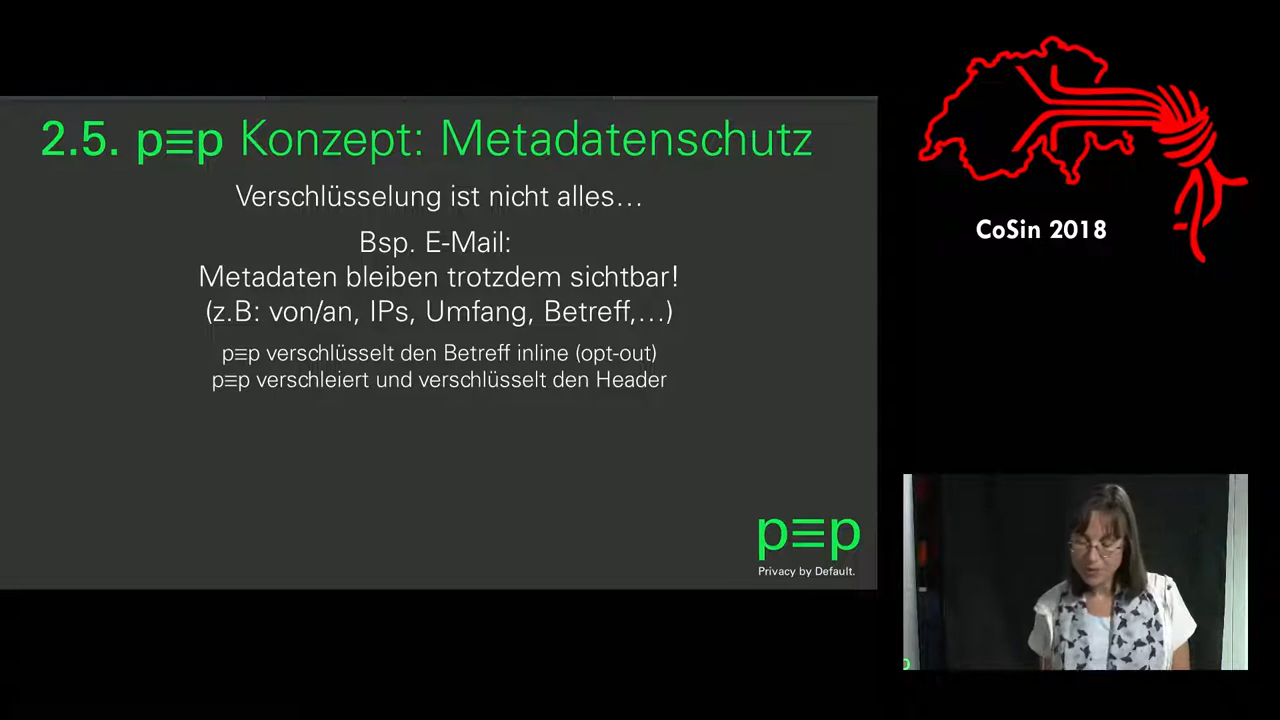 2.5. p≡p Konzept: Metadatenschutz
Verschlüsselung ist nicht alles…
Bsp. E-Mail:
Metadaten bleiben trotzdem sichtbar!
(z.B: von/an, IPs, Umfang, Betreff,…)
p≡p verschlüsselt den Betreff inline (opt-out)
p≡p verschleiert und verschlüsselt den Header
p≡p
Privacy by Default.
CoSin 2018
p